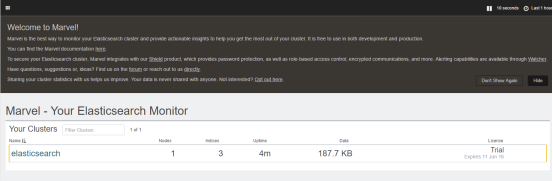 10 seconds Last 1 hour
Welcome to Marvel!
Marvel is the best way to monitor your Elasticsearch cluster and provide actionable insights to help you get the most out of your cluster. It is free to use in both development and production.
You can find the Marvel documentation here.
To secure your Elasticsearch cluster, Marvel integrates with our Shield product, which provides password protection, as well as role-based access control, encrypted communications, and more. Alerting capabilities are available through Watcher.
Have questions, suggestions or, ideas? Find us on the forum or reach out to us directly.
Sharing your cluster statistics with us helps us improve. Your data is never shared with anyone. Not interested? Opt out here.
Don't Show Again Hide
Marvel - Your Elasticsearch Monitor
Your Clusters Filter Clusters 1 of 1
Name Nodes Indices Uptime Data License
elasticsearch 1 3 4m 187.7 KB Trial
Expires 11 Jun 16